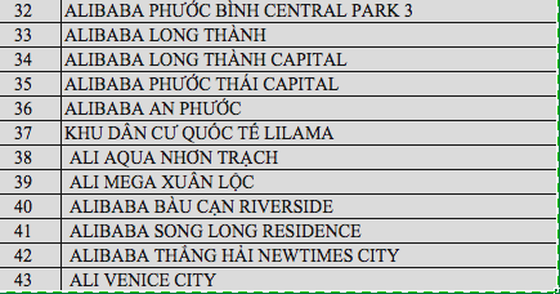 32 ALIBABA PHƯỚC BÌNH CENTRAL PARK 3
33 ALIBABA LONG THÀNH
34 ALIBABA LONG THÀNH CAPITAL
35 ALIBABA PHƯỚC THÁI CAPITAL
36 ALIBABA AN PHƯỚC
37 KHU DÂN CƯ QUỐC TẾ LILAMA
38 ALI AQUA NHƠN TRẠCH
39 ALI MEGA XUÂN LỘC
40 ALIBABA BÀU CẠN RIVERSIDE
41 ALIBABA SONG LONG RESIDENCE
42 ALIBABA THẮNG HẢI NEWTIMES CITY
43 ALI VENICE CITY